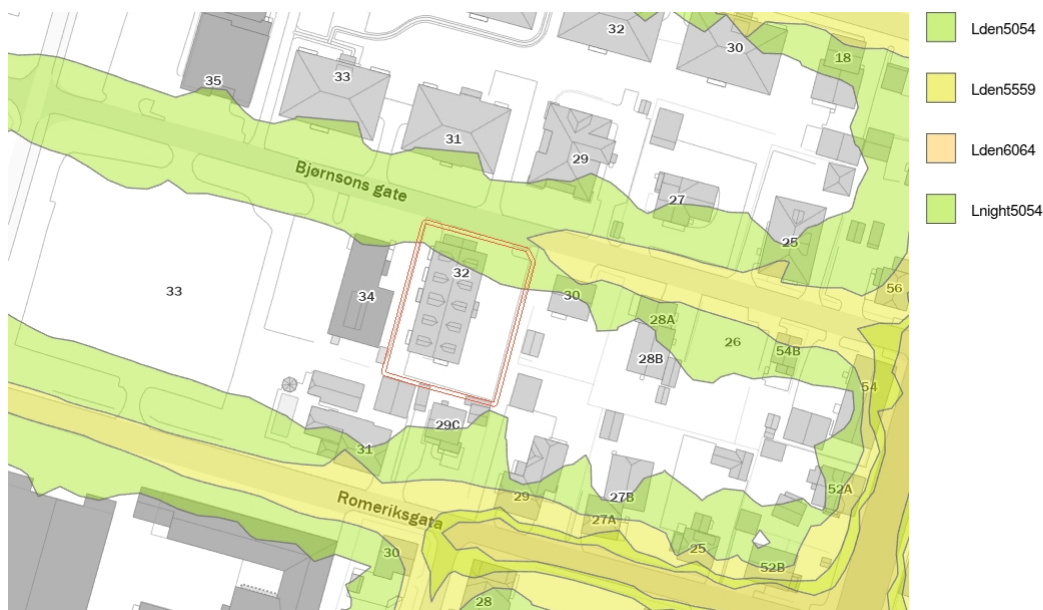 32
30
18
35
33
31
29
Bjørnsons gate
27
25
32
33
34
30
56
28A
26
28B
54B
54
29C
31
52A
29
27B
Romeriksgata
27A
25
30
52B
28
Lden5054
Lden5559
Lden6064
Lnight5054